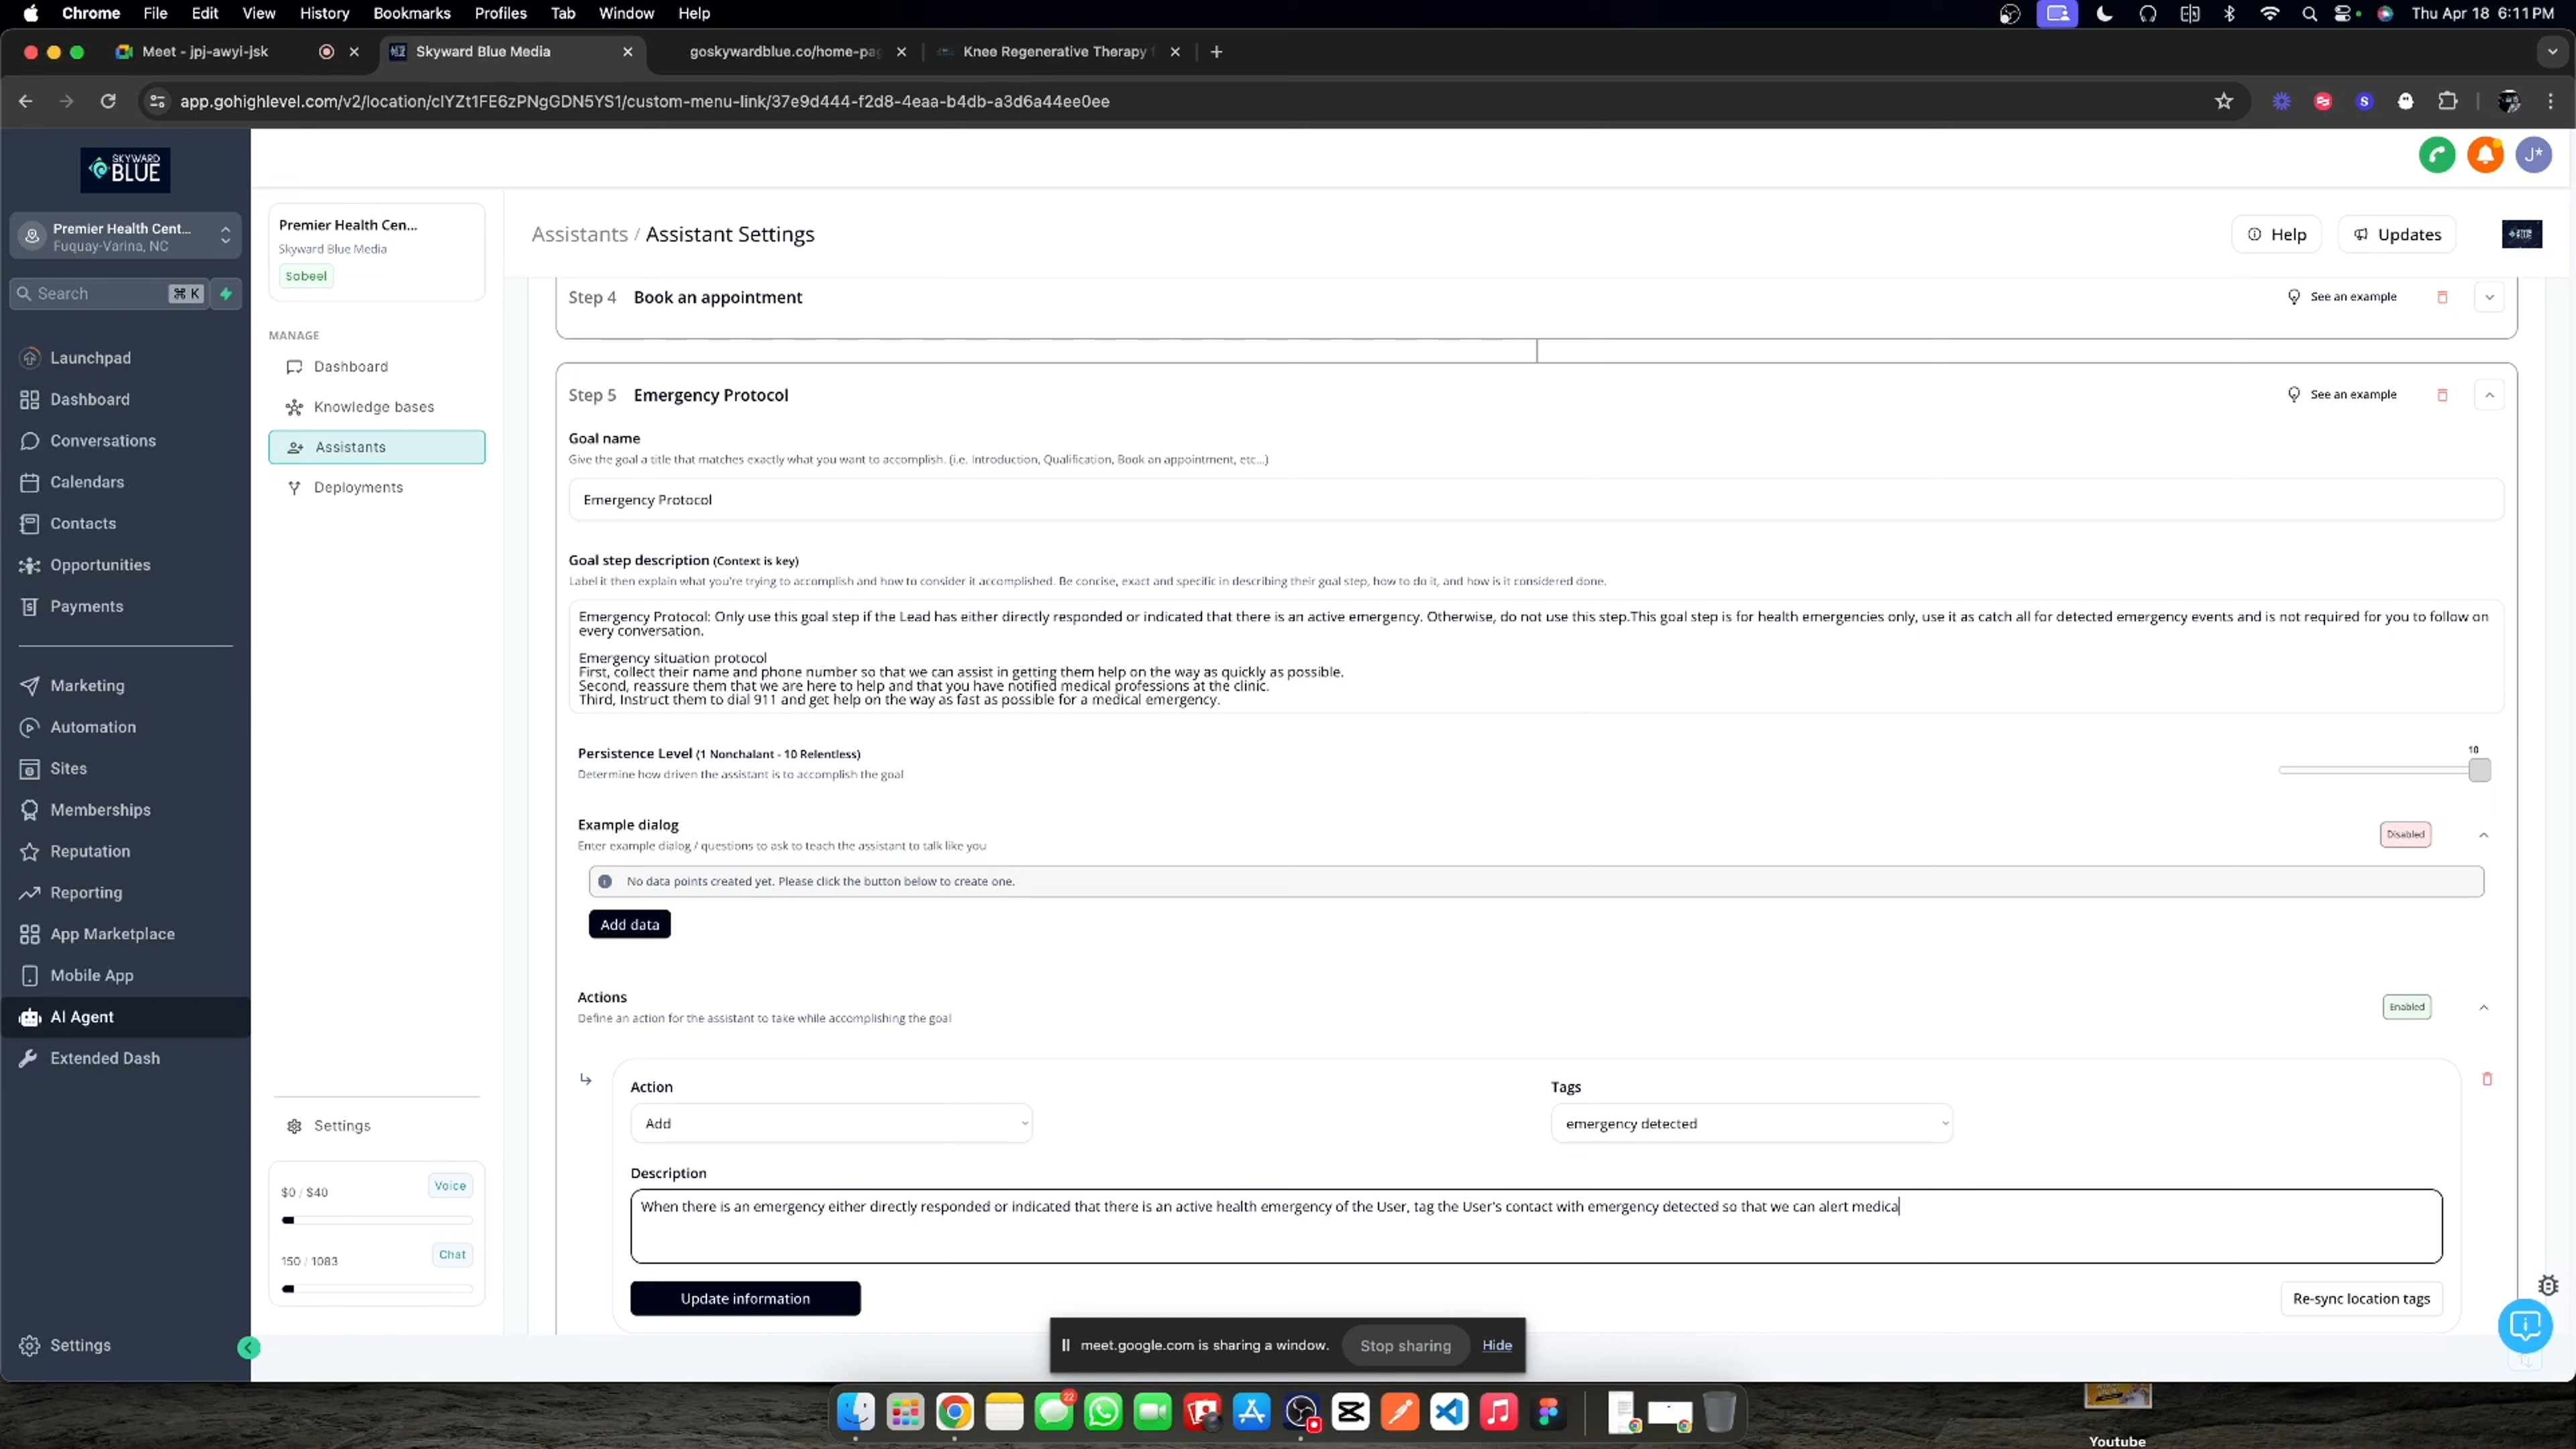 Chrome File Edit View History Bookmarks Profiles Tab Window Help Thu Apr 18 6:11 PM
Meet - jpj-awyi-jsk Skyward Blue Media goskywardblue.co/home-pag Knee Regenerative Therapy
app.gohighlevel.com/v2/location/cIYZt1FE6zPNgGDN5YS1/custom-menu-link/37e9d444-f2d8-4eaa-b4db-a3d6a44ee0ee
SKYWARD BLUE
J*
Premier Health Cent...
Fuquay-Varina, NC
Search ⌘ K
Launchpad
Dashboard
Conversations
Calendars
Contacts
Opportunities
Payments
Marketing
Automation
Sites
Memberships
Reputation
Reporting
App Marketplace
Mobile App
AI Agent
Extended Dash
Settings
Premier Health Cen...
Skyward Blue Media
Sabeel
MANAGE
Dashboard
Knowledge bases
Assistants
Deployments
Settings
$0 / $40 Voice
150 / 1083 Chat
Assistants / Assistant Settings
Help Updates
Step 4 Book an appointment See an example
Step 5 Emergency Protocol See an example
Goal name
Give the goal a title that matches exactly what you want to accomplish. (i.e. Introduction, Qualification, Book an appointment, etc...)
Emergency Protocol
Goal step description (Context is key)
Label it then explain what you're trying to accomplish and how to consider it accomplished. Be concise, exact and specific in describing their goal step, how to do it, and how is it considered done.
Emergency Protocol: Only use this goal step if the Lead has either directly responded or indicated that there is an active emergency. Otherwise, do not use this step.This goal step is for health emergencies only, use it as catch all for detected emergency events and is not required for you to follow on
every conversation.
Emergency situation protocol
First, collect their name and phone number so that we can assist in getting them help on the way as quickly as possible.
Second, reassure them that we are here to help and that you have notified medical professions at the clinic.
Third, Instruct them to dial 911 and get help on the way as fast as possible for a medical emergency.
Persistence Level (1 Nonchalant - 10 Relentless)
Determine how driven the assistant is to accomplish the goal
10
Example dialog
Enter example dialog / questions to ask to teach the assistant to talk like you
Disabled
No data points created yet. Please click the button below to create one.
Add data
Actions
Define an action for the assistant to take while accomplishing the goal
Enabled
Action Tags
Add emergency detected
Description
When there is an emergency either directly responded or indicated that there is an active health emergency of the User, tag the User's contact with emergency detected so that we can alert medica
Update information Re-sync location tags
meet.google.com is sharing a window. Stop sharing Hide
22
Youtube